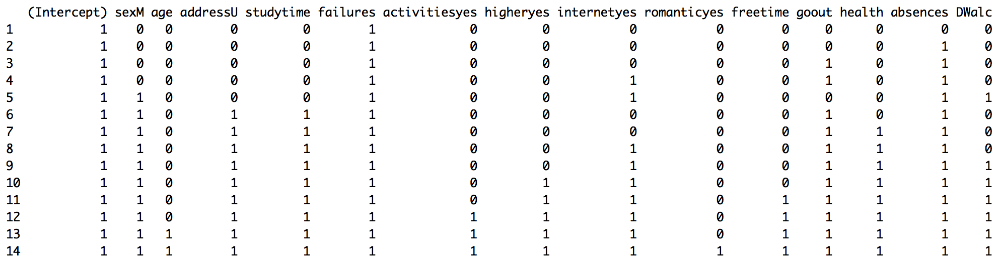 (Intercept) sexM age addressU studytime failures activitiesyes higheryes internetyes romanticyes freetime goout health absences DWalc
1 1 0 0 0 0 1 0 0 0 0 0 0 0 0 0
2 1 0 0 0 0 1 0 0 0 0 0 0 0 1 0
3 1 0 0 0 0 1 0 0 0 0 0 1 0 1 0
4 1 0 0 0 0 1 0 0 1 0 0 1 0 1 0
5 1 1 0 0 0 1 0 0 1 0 0 0 0 1 1
6 1 1 0 1 1 1 0 0 0 0 0 1 0 1 0
7 1 1 0 1 1 1 0 0 0 0 0 1 1 1 0
8 1 1 0 1 1 1 0 0 1 0 0 1 1 1 0
9 1 1 0 1 1 1 0 0 1 0 0 1 1 1 1
10 1 1 0 1 1 1 0 1 1 0 0 1 1 1 1
11 1 1 0 1 1 1 0 1 1 0 1 1 1 1 1
12 1 1 0 1 1 1 1 1 1 0 1 1 1 1 1
13 1 1 1 1 1 1 1 1 1 0 1 1 1 1 1
14 1 1 1 1 1 1 1 1 1 1 1 1 1 1 1